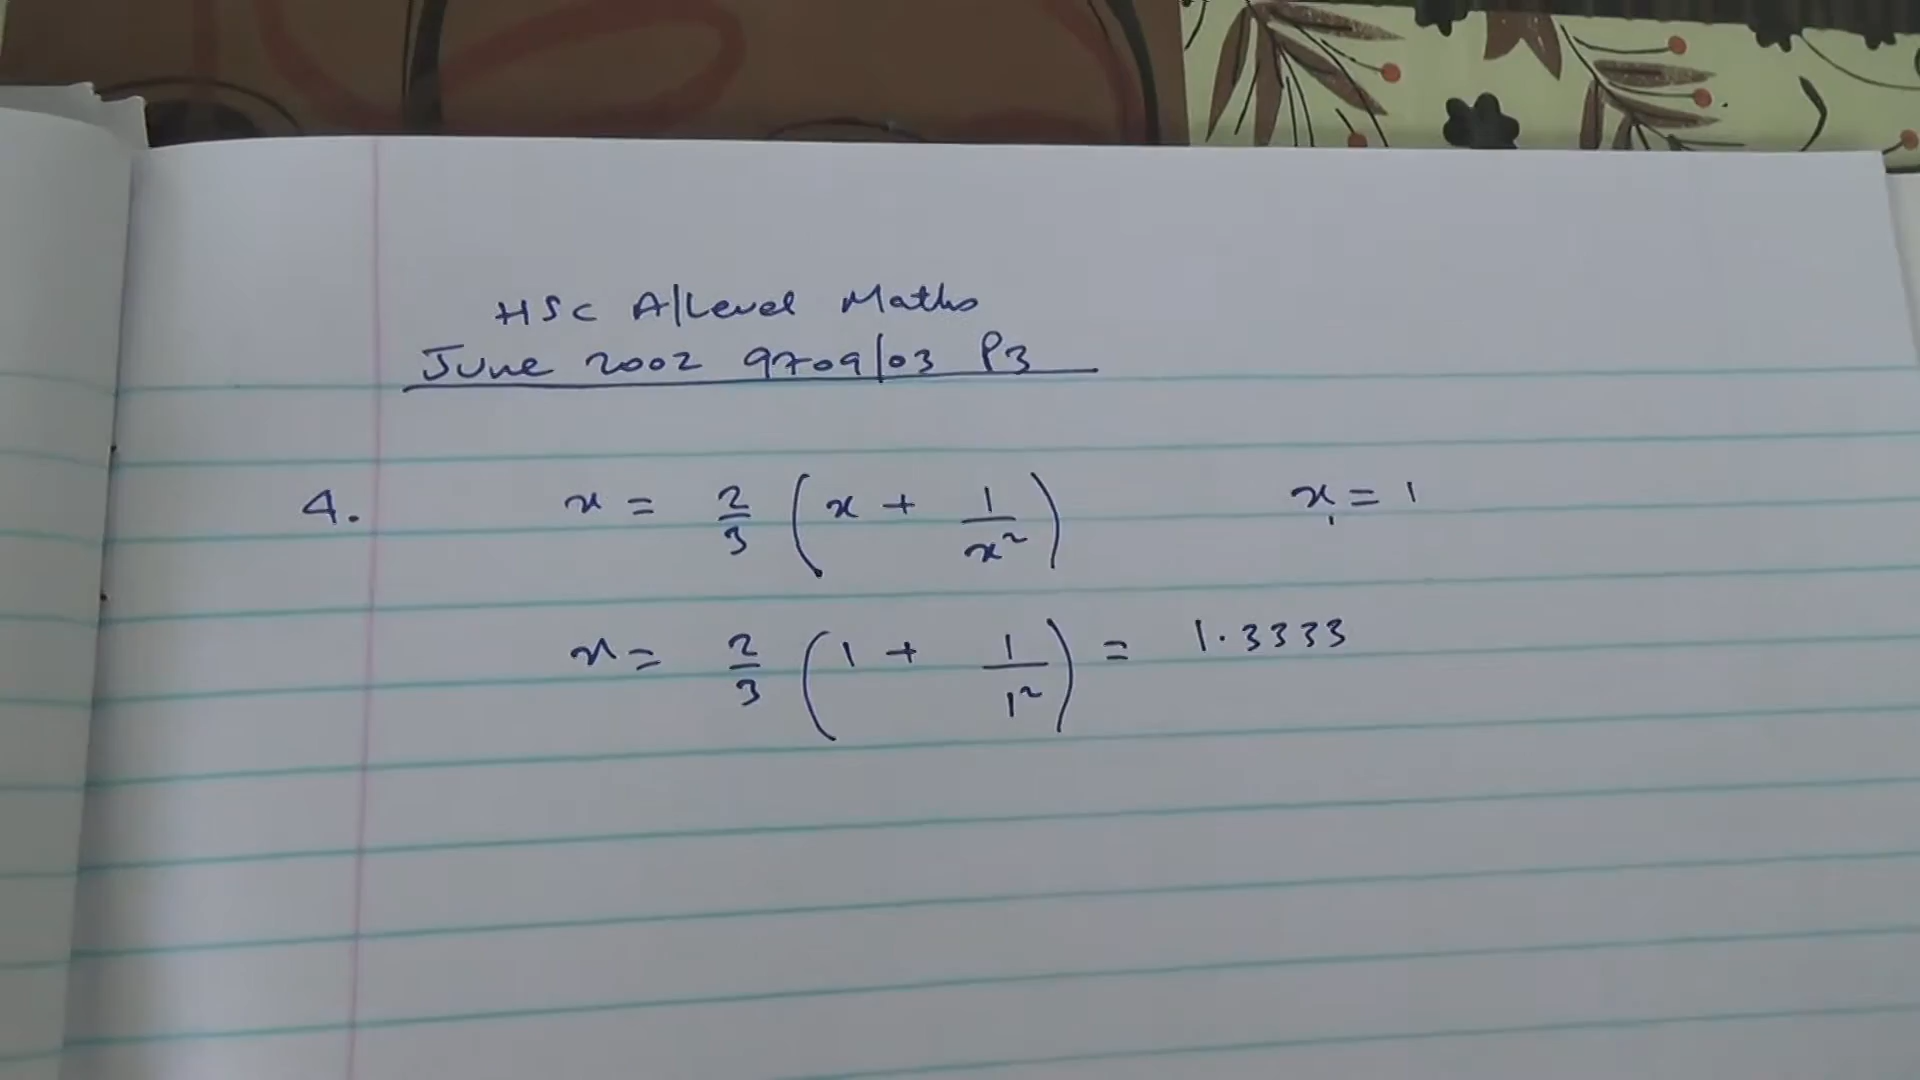 HSC A/Level Maths
June 2002 9709/03 P3
4. x = 2/3 (x + 1/x²) x₁ = 1
x = 2/3 (1 + 1/1²) = 1.3333